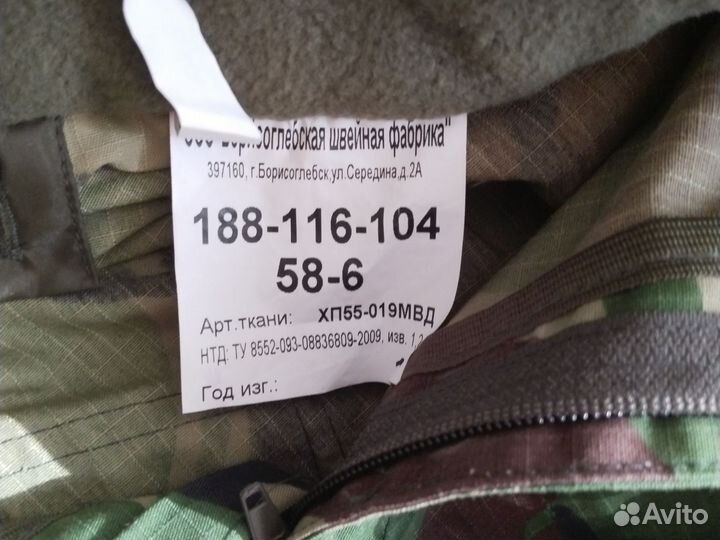 Борисоглебская швейная фабрика"
397160, г.Борисоглебск,ул.Середина,д.2А
188-116-104
58-6
Арт.ткани: ХП55-019МВД
НТД: ТУ 8552-093-08836809-2009, изв. 1,2
Год изг.:
Avito